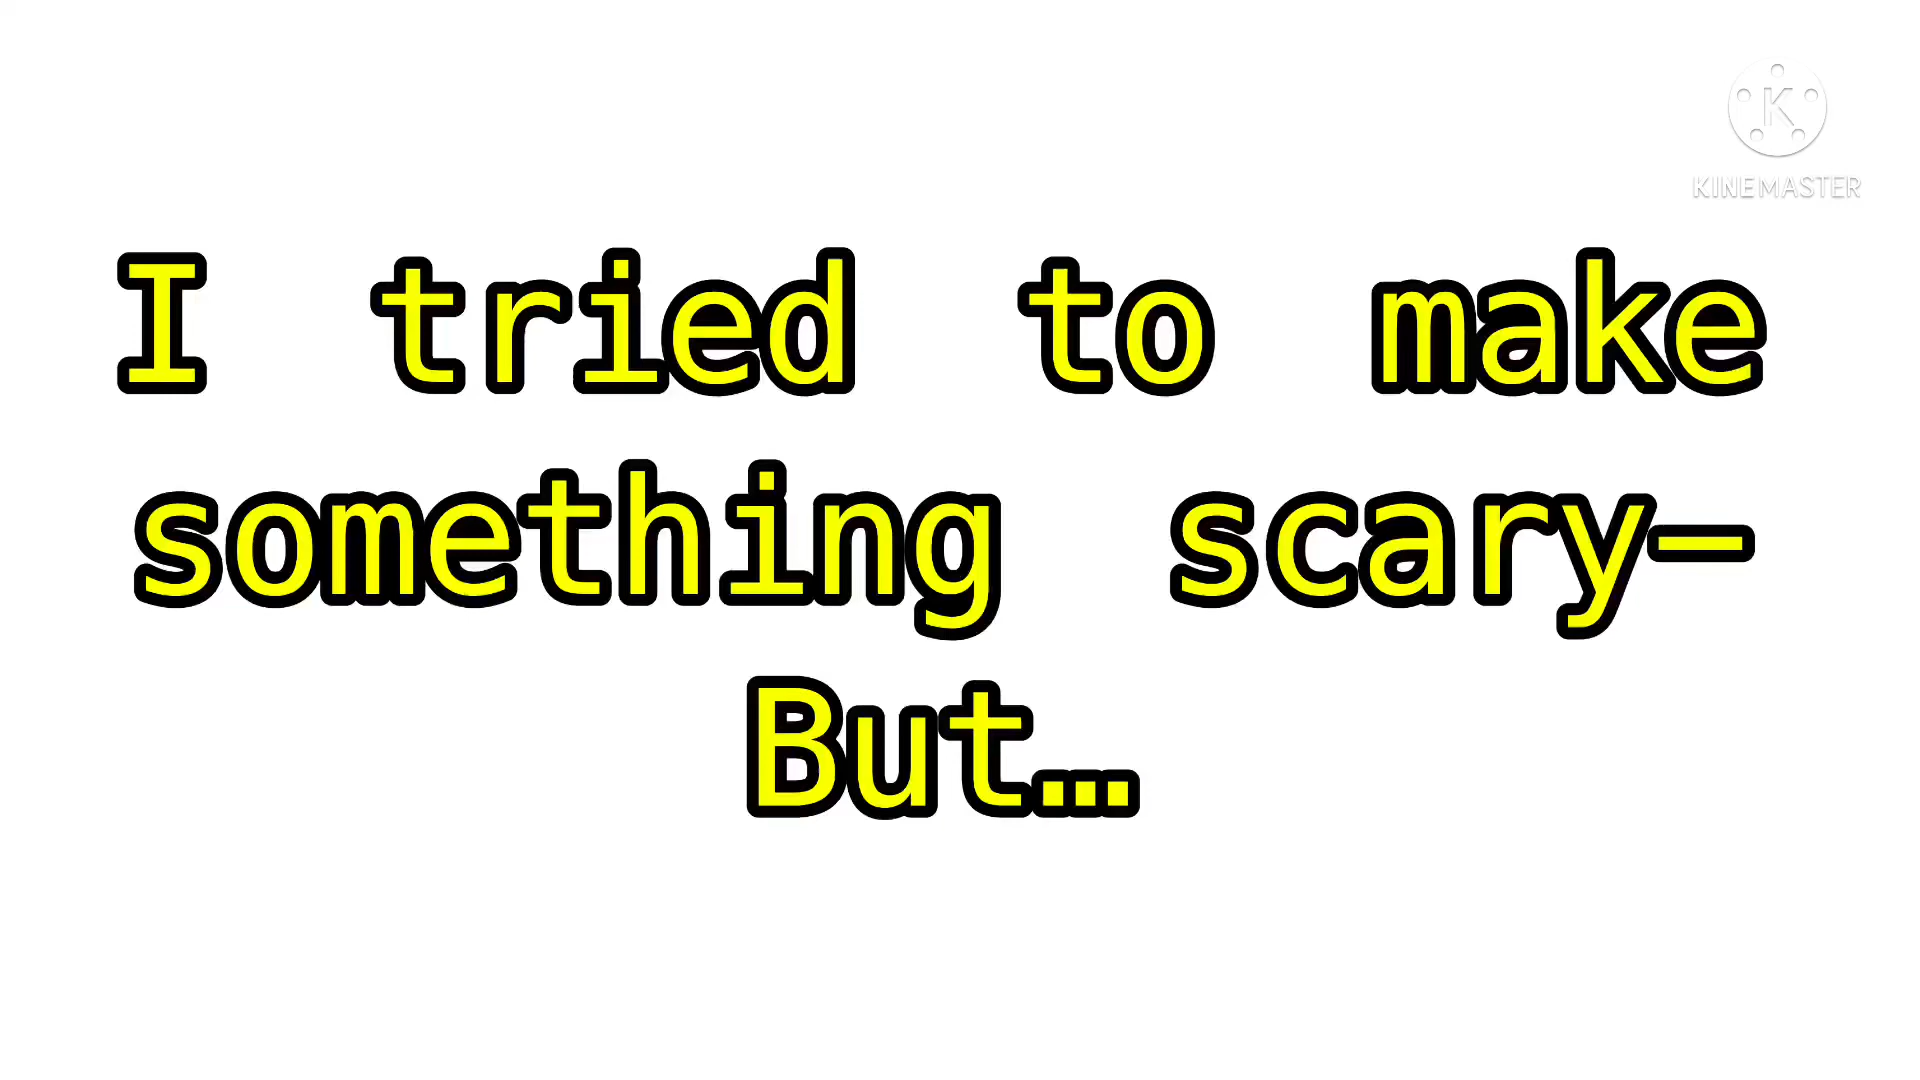 K
KINEMASTER
I tried to make
something scary-
But…